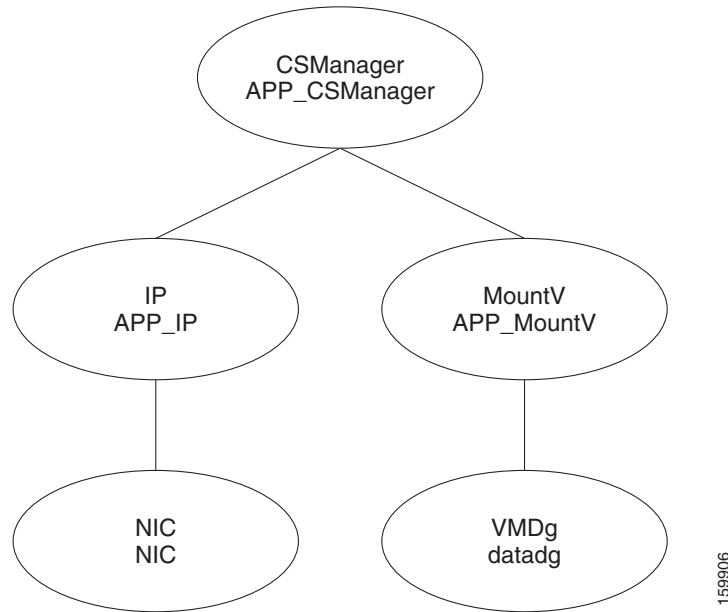 CSManager
APP_CSManager
IP
APP_IP
MountV
APP_MountV
NIC
NIC
VMDg
datadg
159906